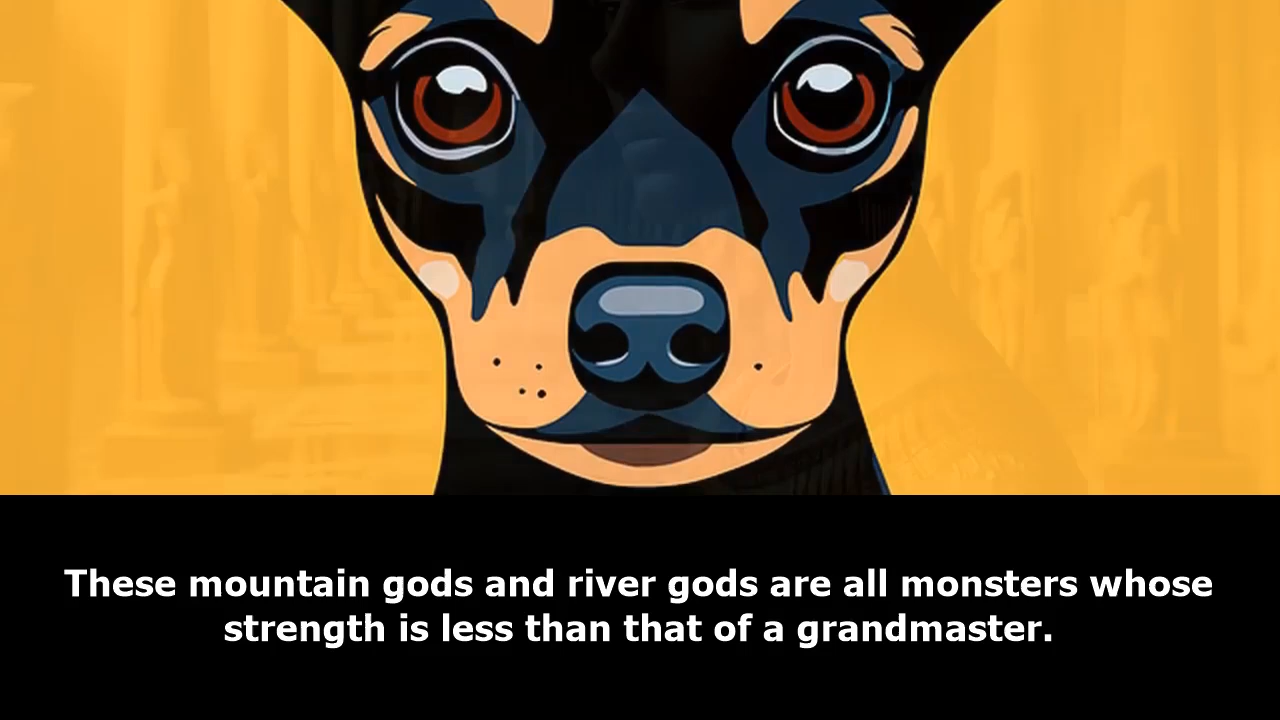 These mountain gods and river gods are all monsters whose
strength is less than that of a grandmaster.